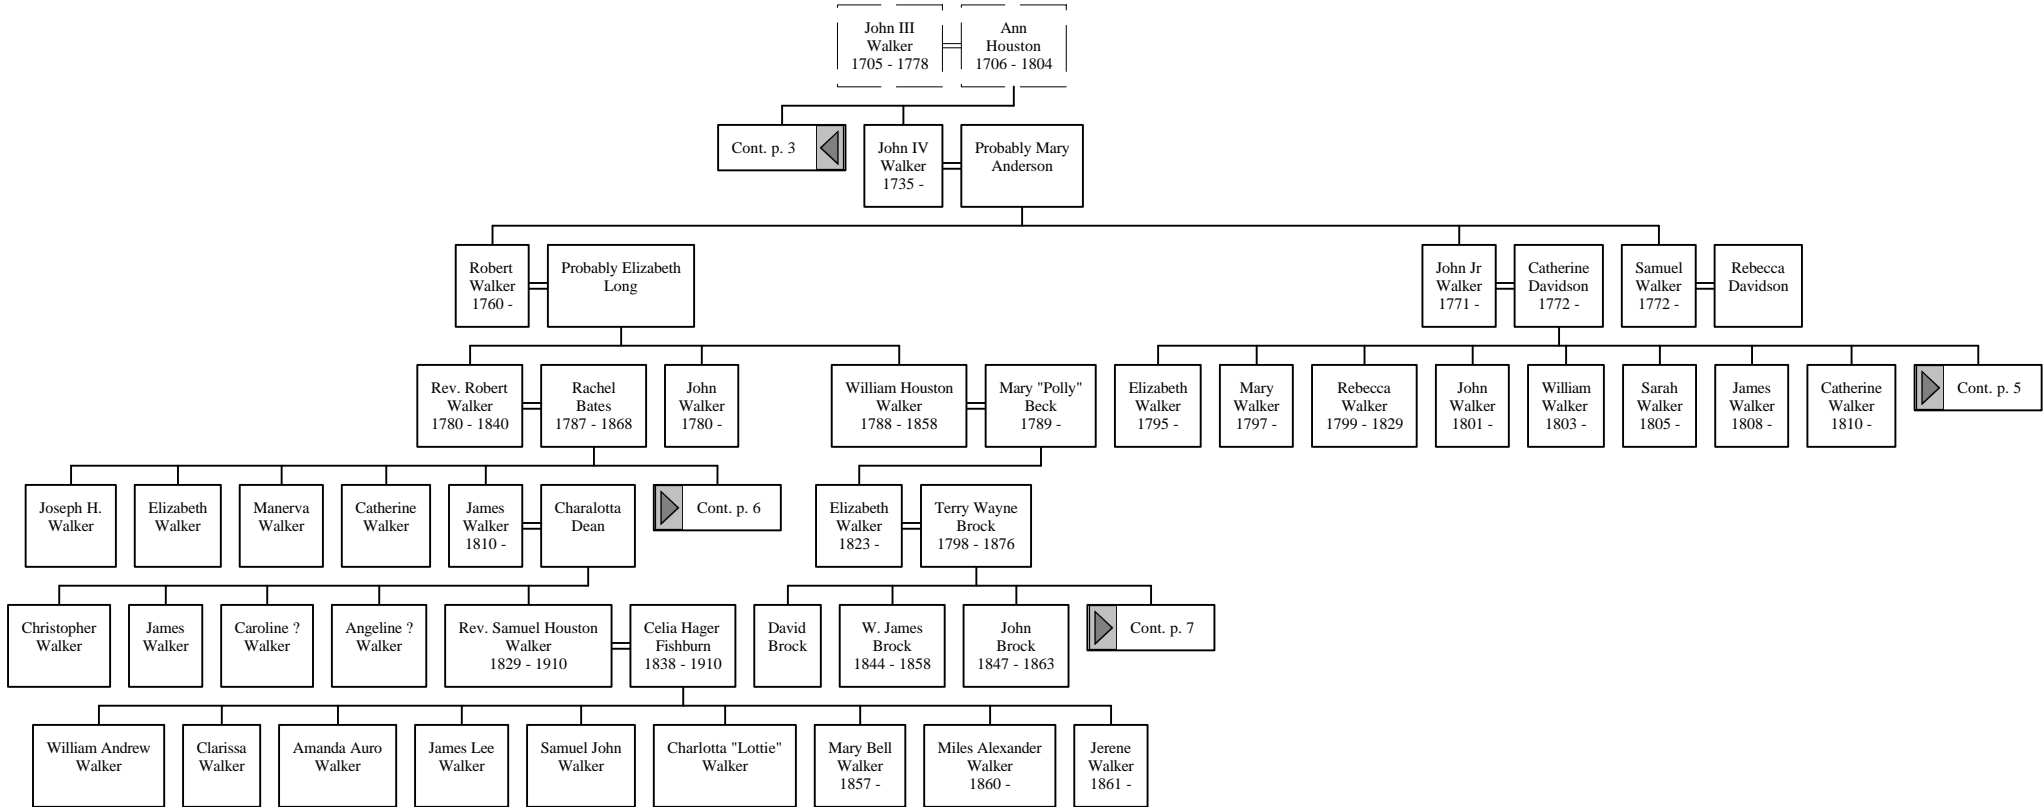 John III
Walker
1705 - 1778
Ann
Houston
1706 - 1804
Cont. p. 3
John IV
Walker
1735 -
Probably Mary
Anderson
Robert
Walker
1760 -
Probably Elizabeth
Long
John Jr
Walker
1771 -
Catherine
Davidson
1772 -
Samuel
Walker
1772 -
Rebecca
Davidson
Rev. Robert
Walker
1780 - 1840
Rachel
Bates
1787 - 1868
John
Walker
1780 -
William Houston
Walker
1788 - 1858
Mary "Polly"
Beck
1789 -
Elizabeth
Walker
1795 -
Mary
Walker
1797 -
Rebecca
Walker
1799 - 1829
John
Walker
1801 -
William
Walker
1803 -
Sarah
Walker
1805 -
James
Walker
1808 -
Catherine
Walker
1810 -
Cont. p. 5
Joseph H.
Walker
Elizabeth
Walker
Manerva
Walker
Catherine
Walker
James
Walker
1810 -
Charalotta
Dean
Cont. p. 6
Elizabeth
Walker
1823 -
Terry Wayne
Brock
1798 - 1876
Christopher
Walker
James
Walker
Caroline ?
Walker
Angeline ?
Walker
Rev. Samuel Houston
Walker
1829 - 1910
Celia Hager
Fishburn
1838 - 1910
David
Brock
W. James
Brock
1844 - 1858
John
Brock
1847 - 1863
Cont. p. 7
William Andrew
Walker
Clarissa
Walker
Amanda Auro
Walker
James Lee
Walker
Samuel John
Walker
Charlotta "Lottie"
Walker
Mary Bell
Walker
1857 -
Miles Alexander
Walker
1860 -
Jerene
Walker
1861 -